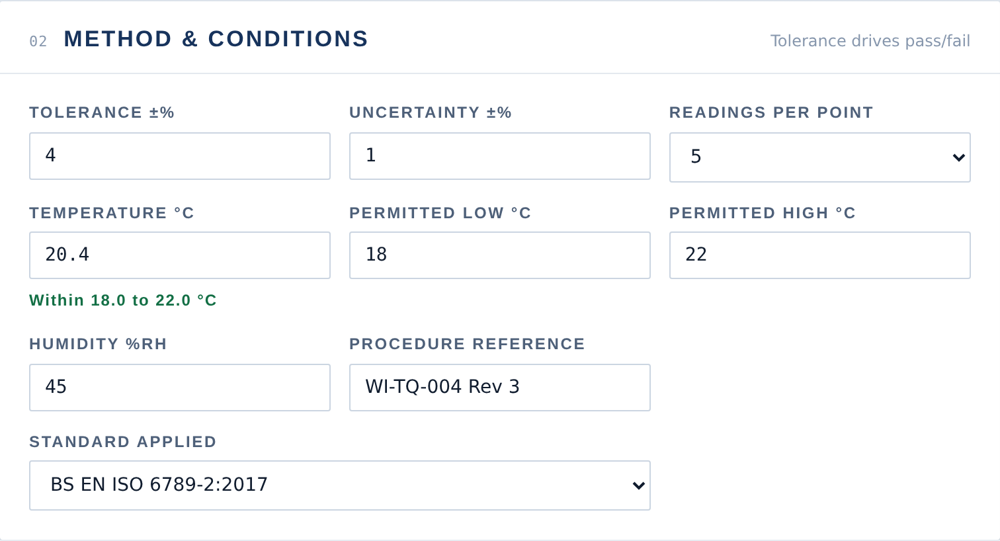 02 METHOD & CONDITIONS Tolerance drives pass/fail
TOLERANCE ±% UNCERTAINTY ±% READINGS PER POINT
4 1 5
TEMPERATURE °C PERMITTED LOW °C PERMITTED HIGH °C
20.4 18 22
Within 18.0 to 22.0 °C
HUMIDITY %RH PROCEDURE REFERENCE
45 WI-TQ-004 Rev 3
STANDARD APPLIED
BS EN ISO 6789-2:2017